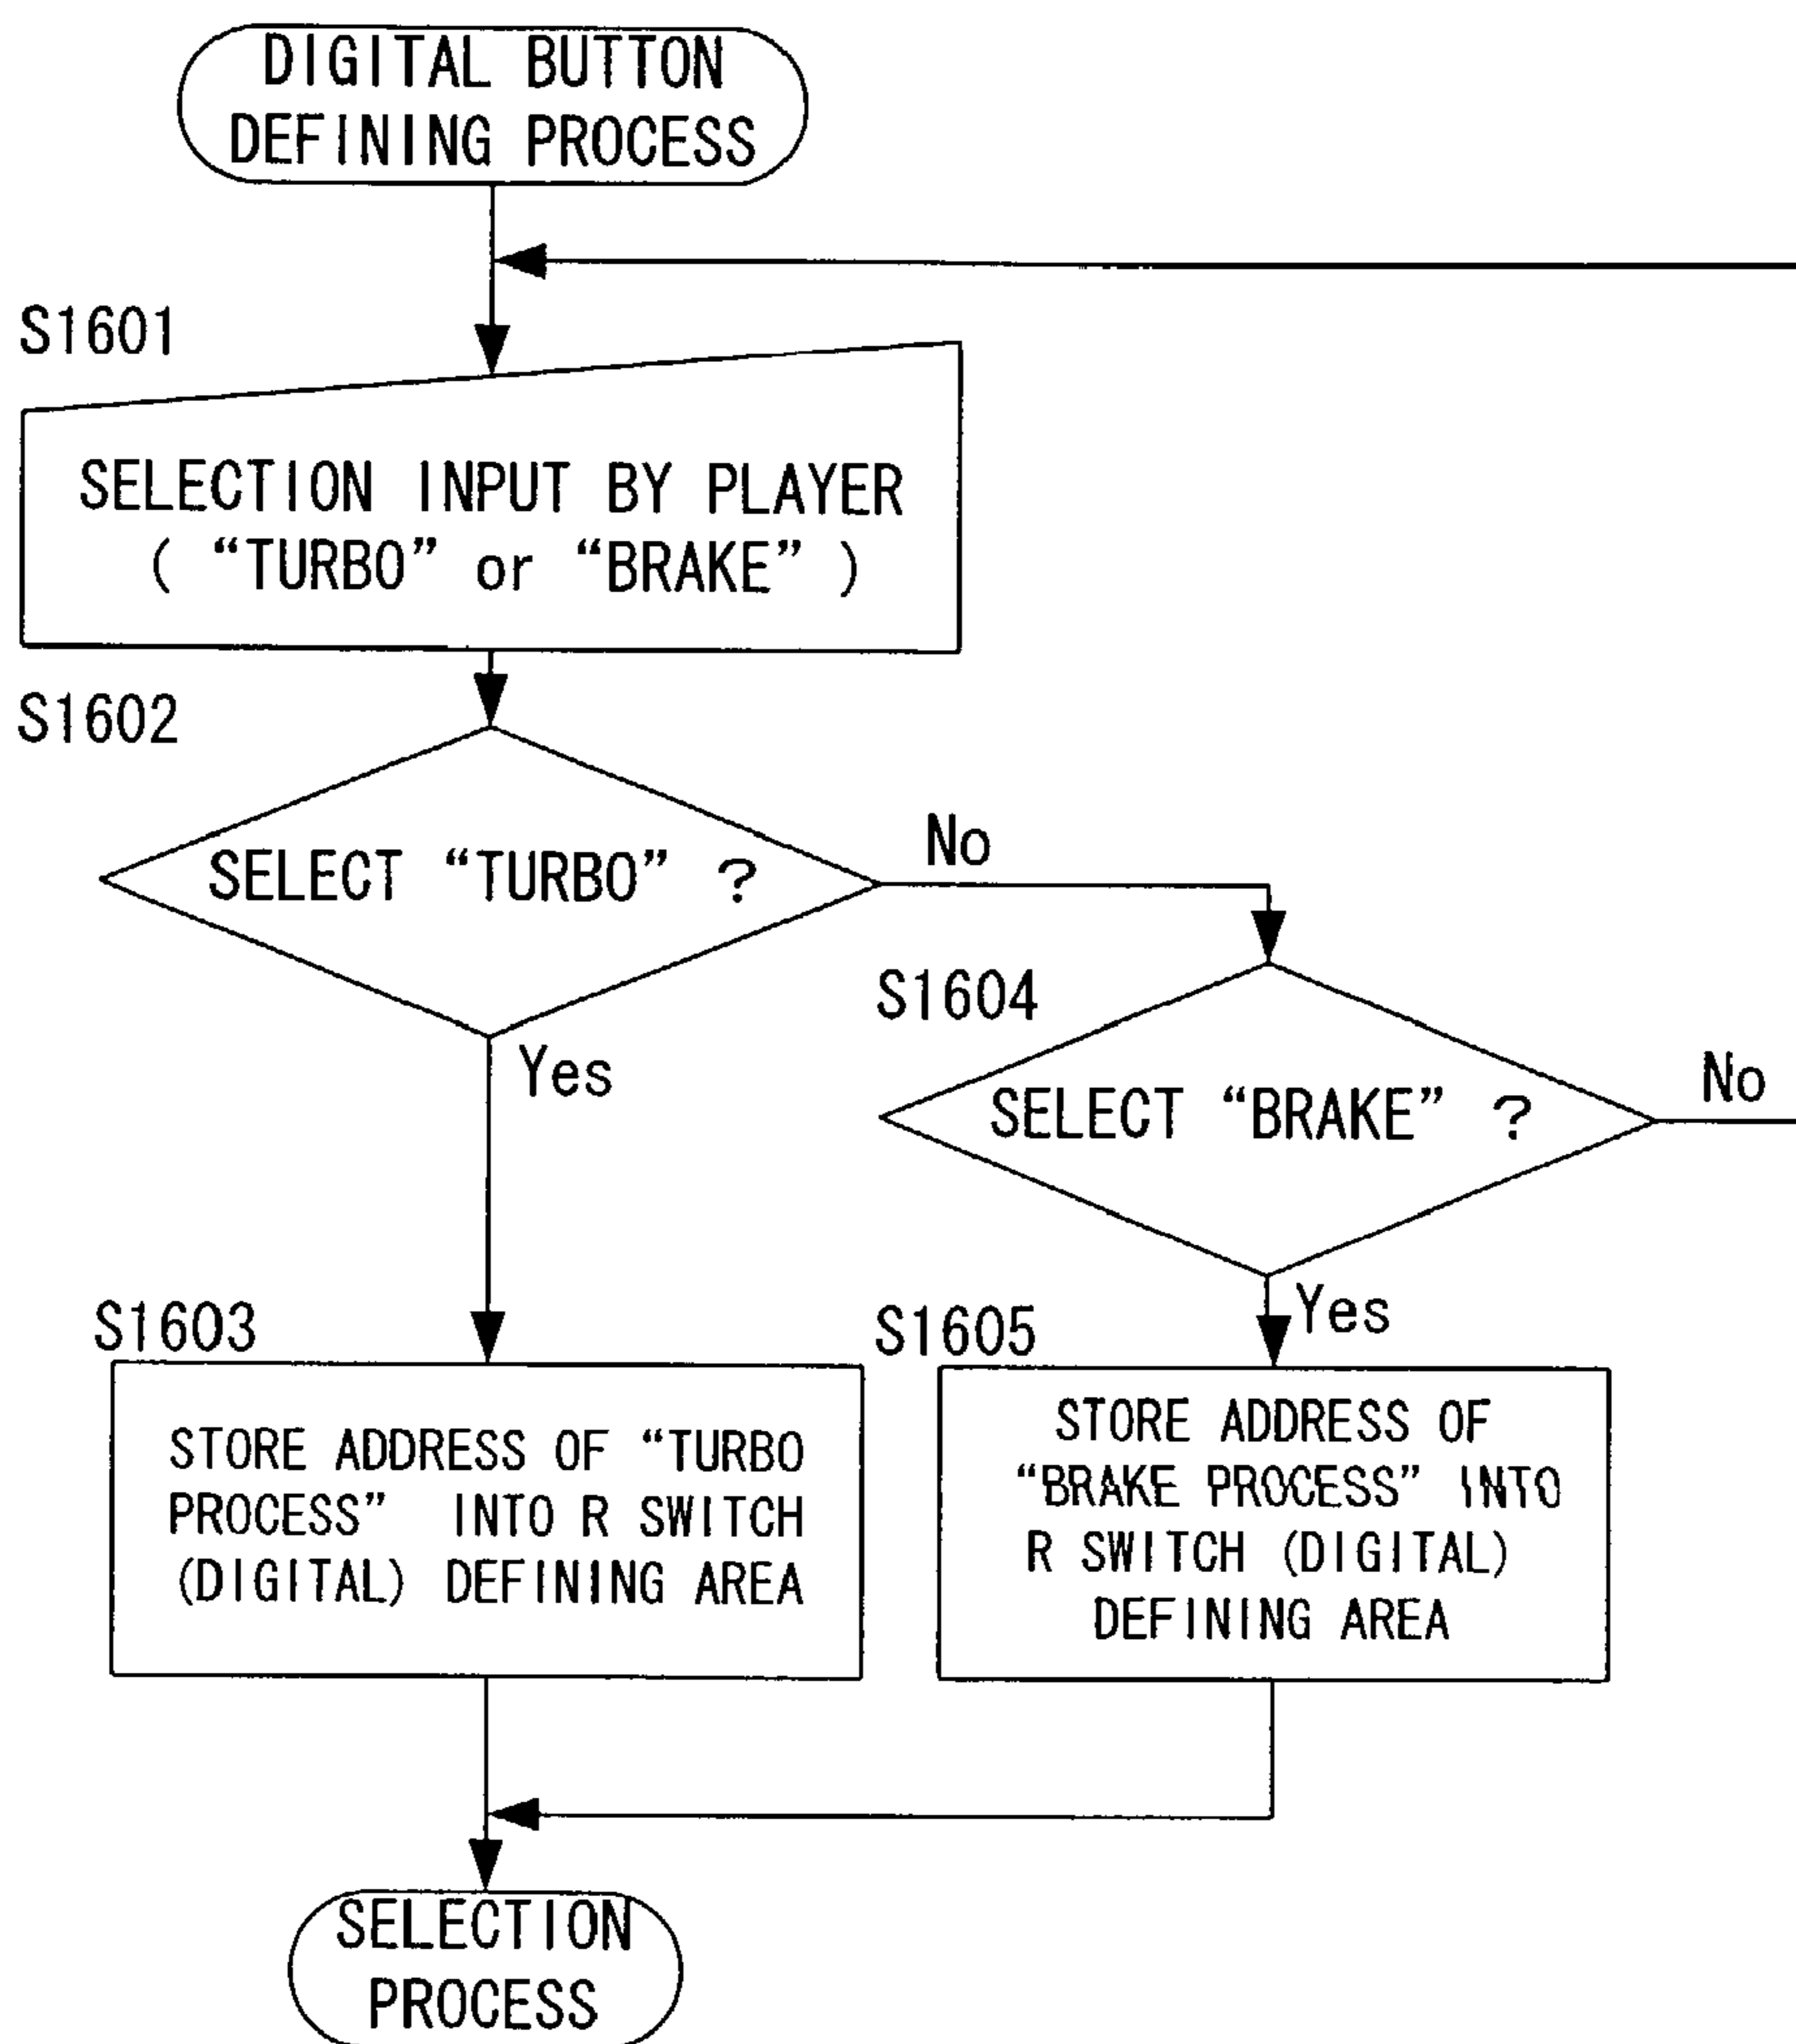 DIGITAL BUTTON
DEFINING PROCESS
S1601
SELECTION INPUT BY PLAYER
( “TURBO” or “BRAKE” )
S1602
SELECT “TURBO” ?
No
Yes
S1604
SELECT “BRAKE” ?
No
Yes
S1603
STORE ADDRESS OF “TURBO
PROCESS” INTO R SWITCH
(DIGITAL) DEFINING AREA
S1605
STORE ADDRESS OF
“BRAKE PROCESS” INTO
R SWITCH (DIGITAL)
DEFINING AREA
SELECTION
PROCESS